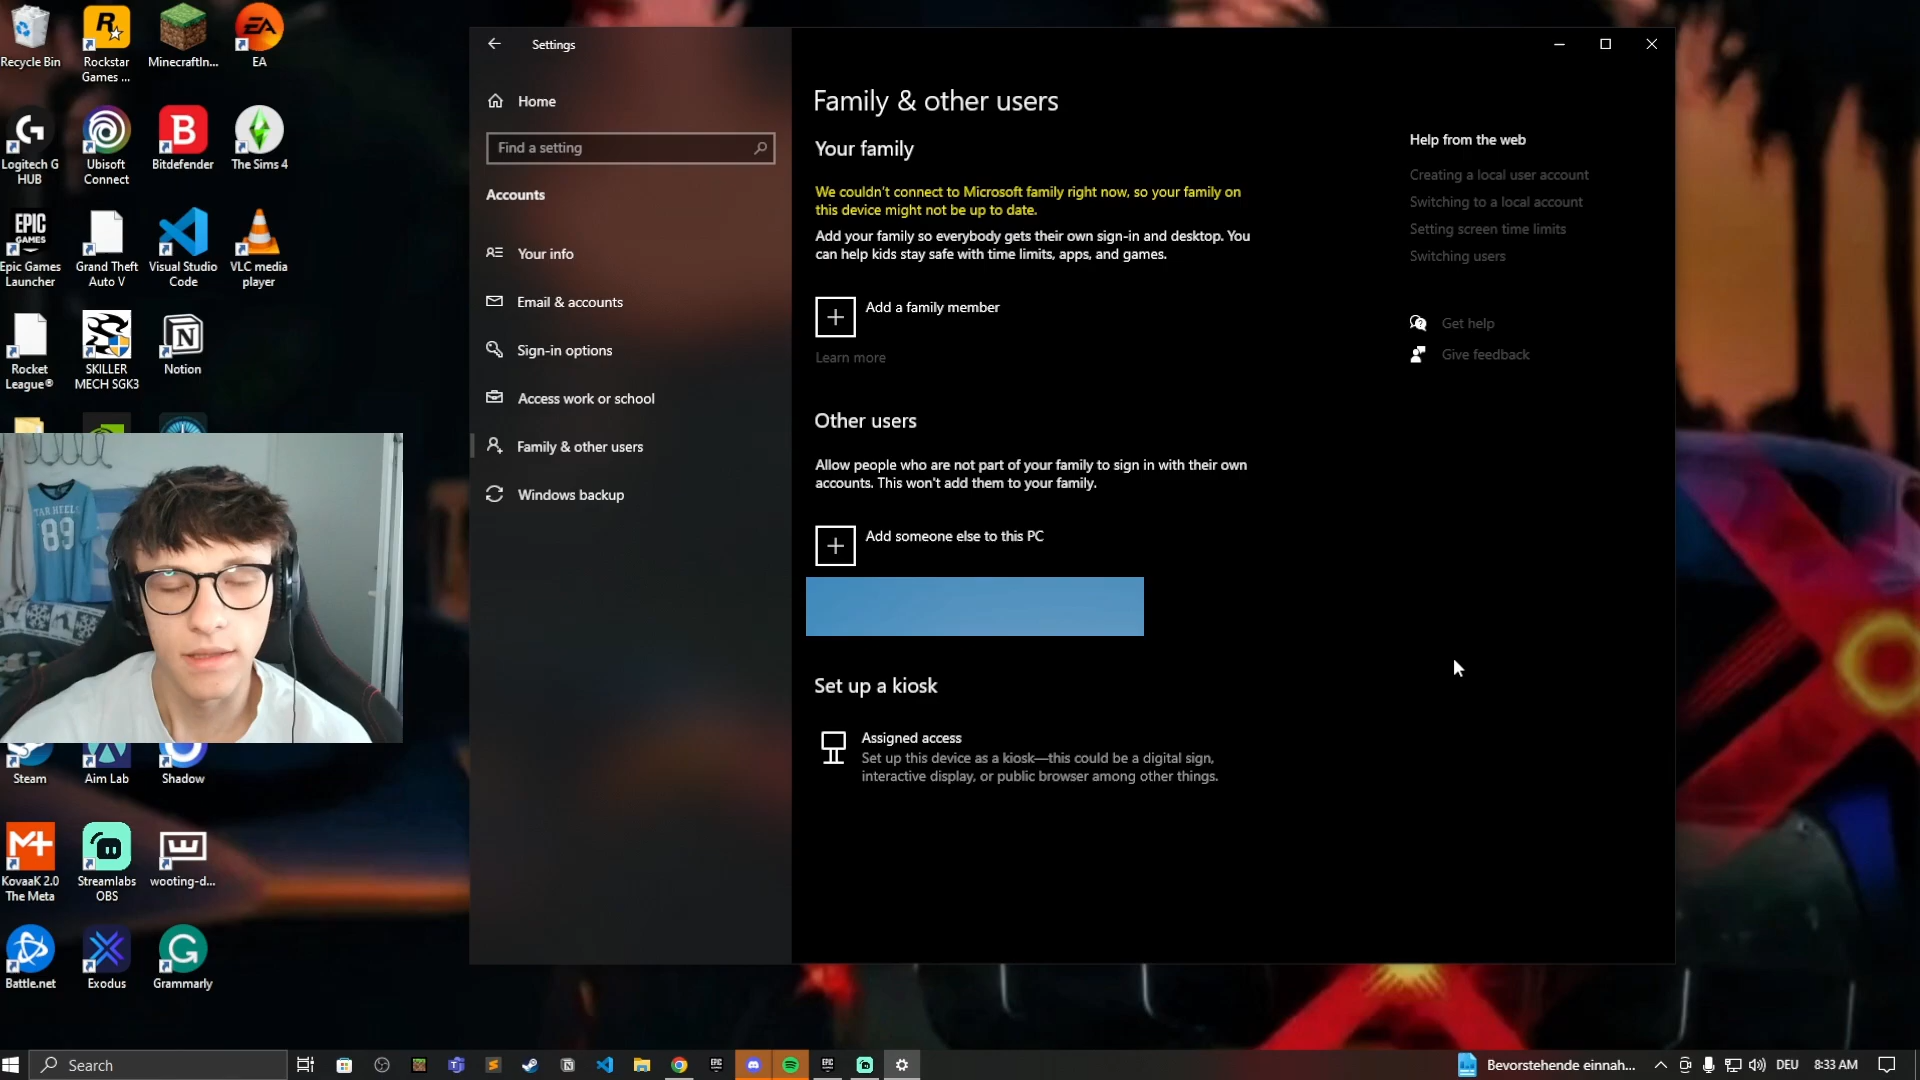 Recycle Bin
Rockstar
Games ...
MinecraftIn...
EA
Logitech G
HUB
Ubisoft
Connect
Bitdefender
The Sims 4
EPIC
GAMES
Epic Games
Launcher
Grand Theft
Auto V
Visual Studio
Code
VLC media
player
Rocket
League®
SKILLER
MECH SGK3
Notion
TAR HEELS
89
Steam
Aim Lab
Shadow
KovaaK 2.0
The Meta
Streamlabs
OBS
wooting-d...
Battle.net
Exodus
Grammarly
Settings
Home
Find a setting
Accounts
Your info
Email & accounts
Sign-in options
Access work or school
Family & other users
Windows backup
Family & other users
Your family
We couldn't connect to Microsoft family right now, so your family on
this device might not be up to date.
Add your family so everybody gets their own sign-in and desktop. You
can help kids stay safe with time limits, apps, and games.
Add a family member
Learn more
Other users
Allow people who are not part of your family to sign in with their own
accounts. This won't add them to your family.
Add someone else to this PC
Set up a kiosk
Assigned access
Set up this device as a kiosk—this could be a digital sign,
interactive display, or public browser among other things.
Help from the web
Creating a local user account
Switching to a local account
Setting screen time limits
Switching users
Get help
Give feedback
Search
Bevorstehende einnah...
DEU
8:33 AM